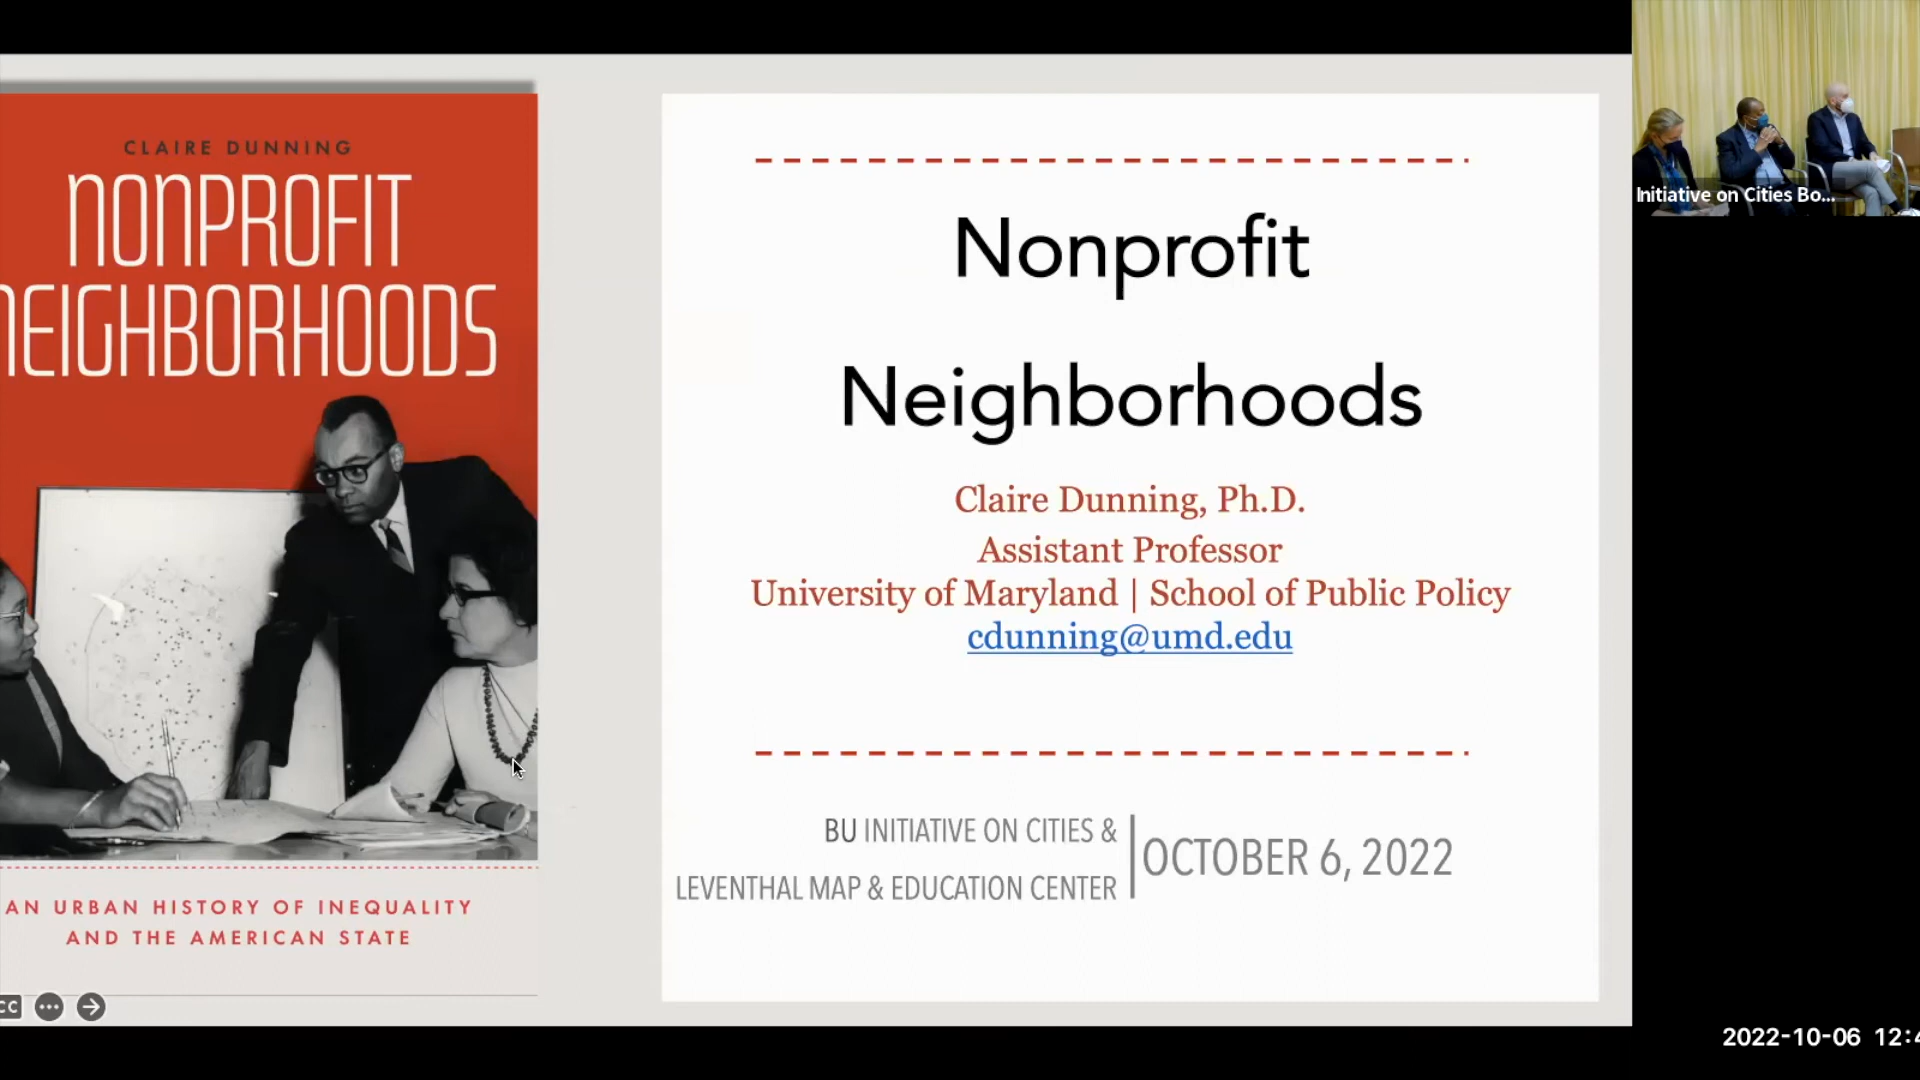 CLAIRE DUNNING
NONPROFIT
NEIGHBORHOODS
AN URBAN HISTORY OF INEQUALITY
AND THE AMERICAN STATE
CC
Nonprofit
Neighborhoods
Claire Dunning, Ph.D.
Assistant Professor
University of Maryland | School of Public Policy
cdunning@umd.edu
BU INITIATIVE ON CITIES &
LEVENTHAL MAP & EDUCATION CENTER
OCTOBER 6, 2022
Initiative on Cities Bo...
2022-10-06 12:4